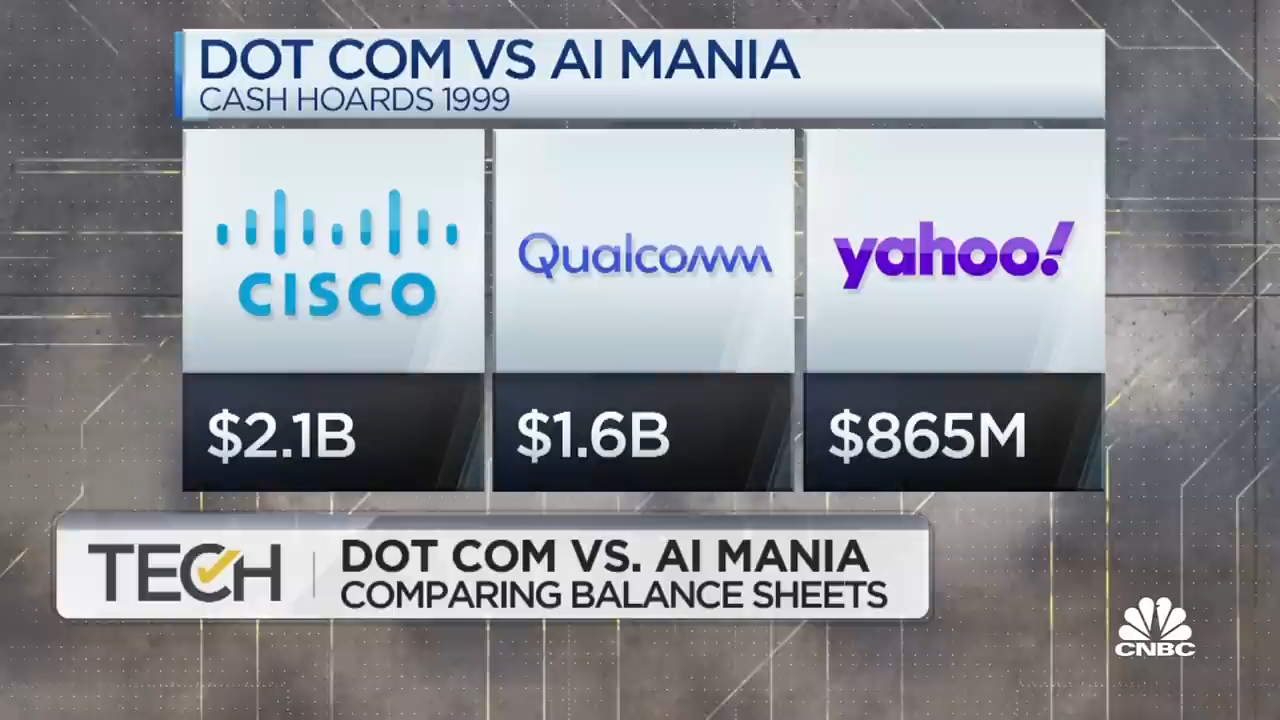 DOT COM VS AI MANIA
CASH HOARDS 1999
CISCO
Qualcomm
yahoo!
$2.1B
$1.6B
$865M
TECH
DOT COM VS. AI MANIA
COMPARING BALANCE SHEETS
CNBC